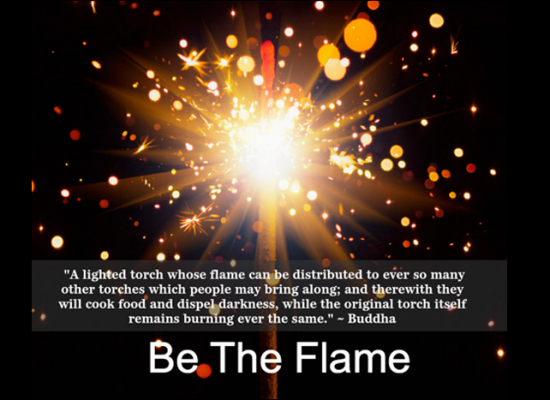 "A lighted torch whose flame can be distributed to ever so many
other torches which people may bring along; and therewith they
will cook food and dispel darkness, while the original torch itself
remains burning ever the same." ~ Buddha
Be The Flame